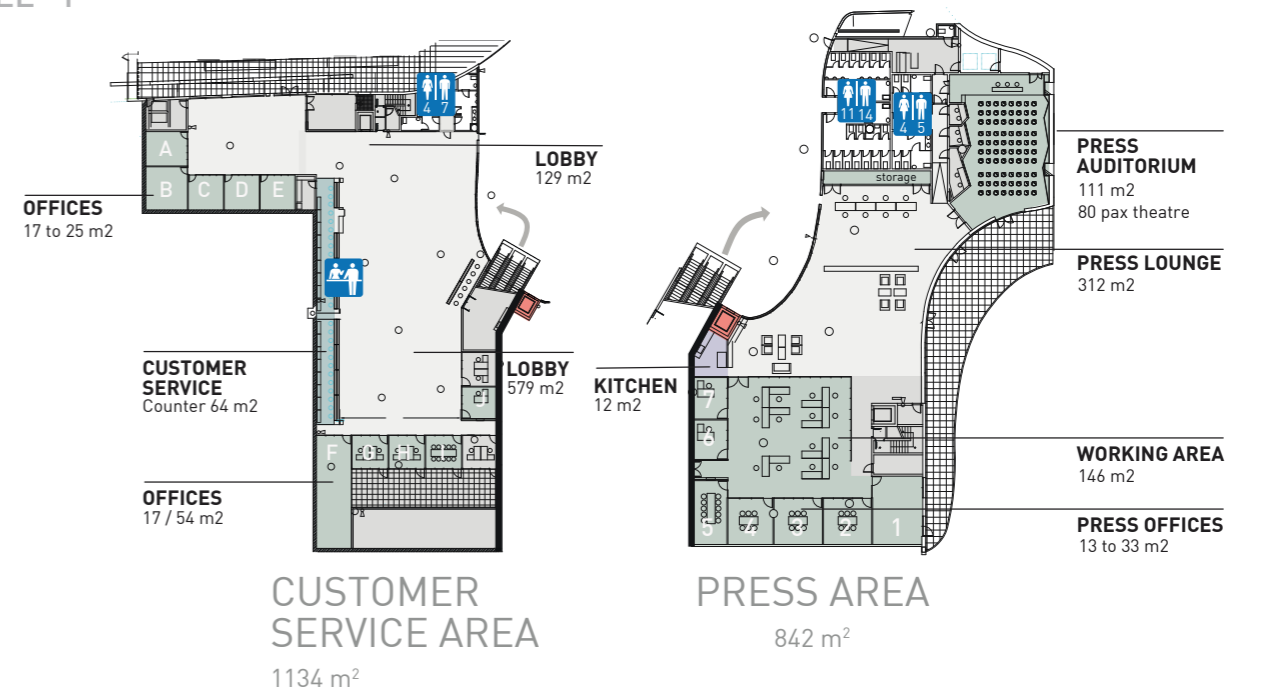 4 7
11 14
4 5
A
B C D E
LOBBY
129 m2
OFFICES
17 to 25 m2
CUSTOMER
SERVICE
Counter 64 m2
LOBBY
579 m2
J
F G H I
OFFICES
17 / 54 m2
CUSTOMER
SERVICE AREA
1134 m²
storage
PRESS
AUDITORIUM
111 m2
80 pax theatre
PRESS LOUNGE
312 m2
KITCHEN
12 m2
7
6
5 4 3 2 1
WORKING AREA
146 m2
PRESS OFFICES
13 to 33 m2
PRESS AREA
842 m²